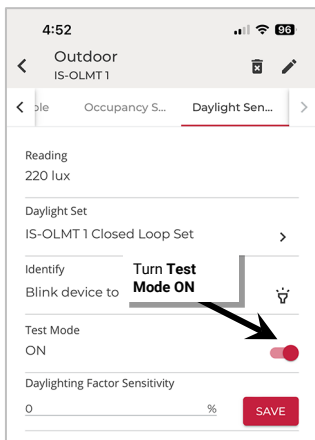 4:52
96
Outdoor
IS-OLMT 1
ole
Occupancy S...
Daylight Sen...
Reading
220 lux
Daylight Set
IS-OLMT 1 Closed Loop Set
Identify
Blink device to
Turn Test
Mode ON
Test Mode
ON
Daylighting Factor Sensitivity
0
%
SAVE